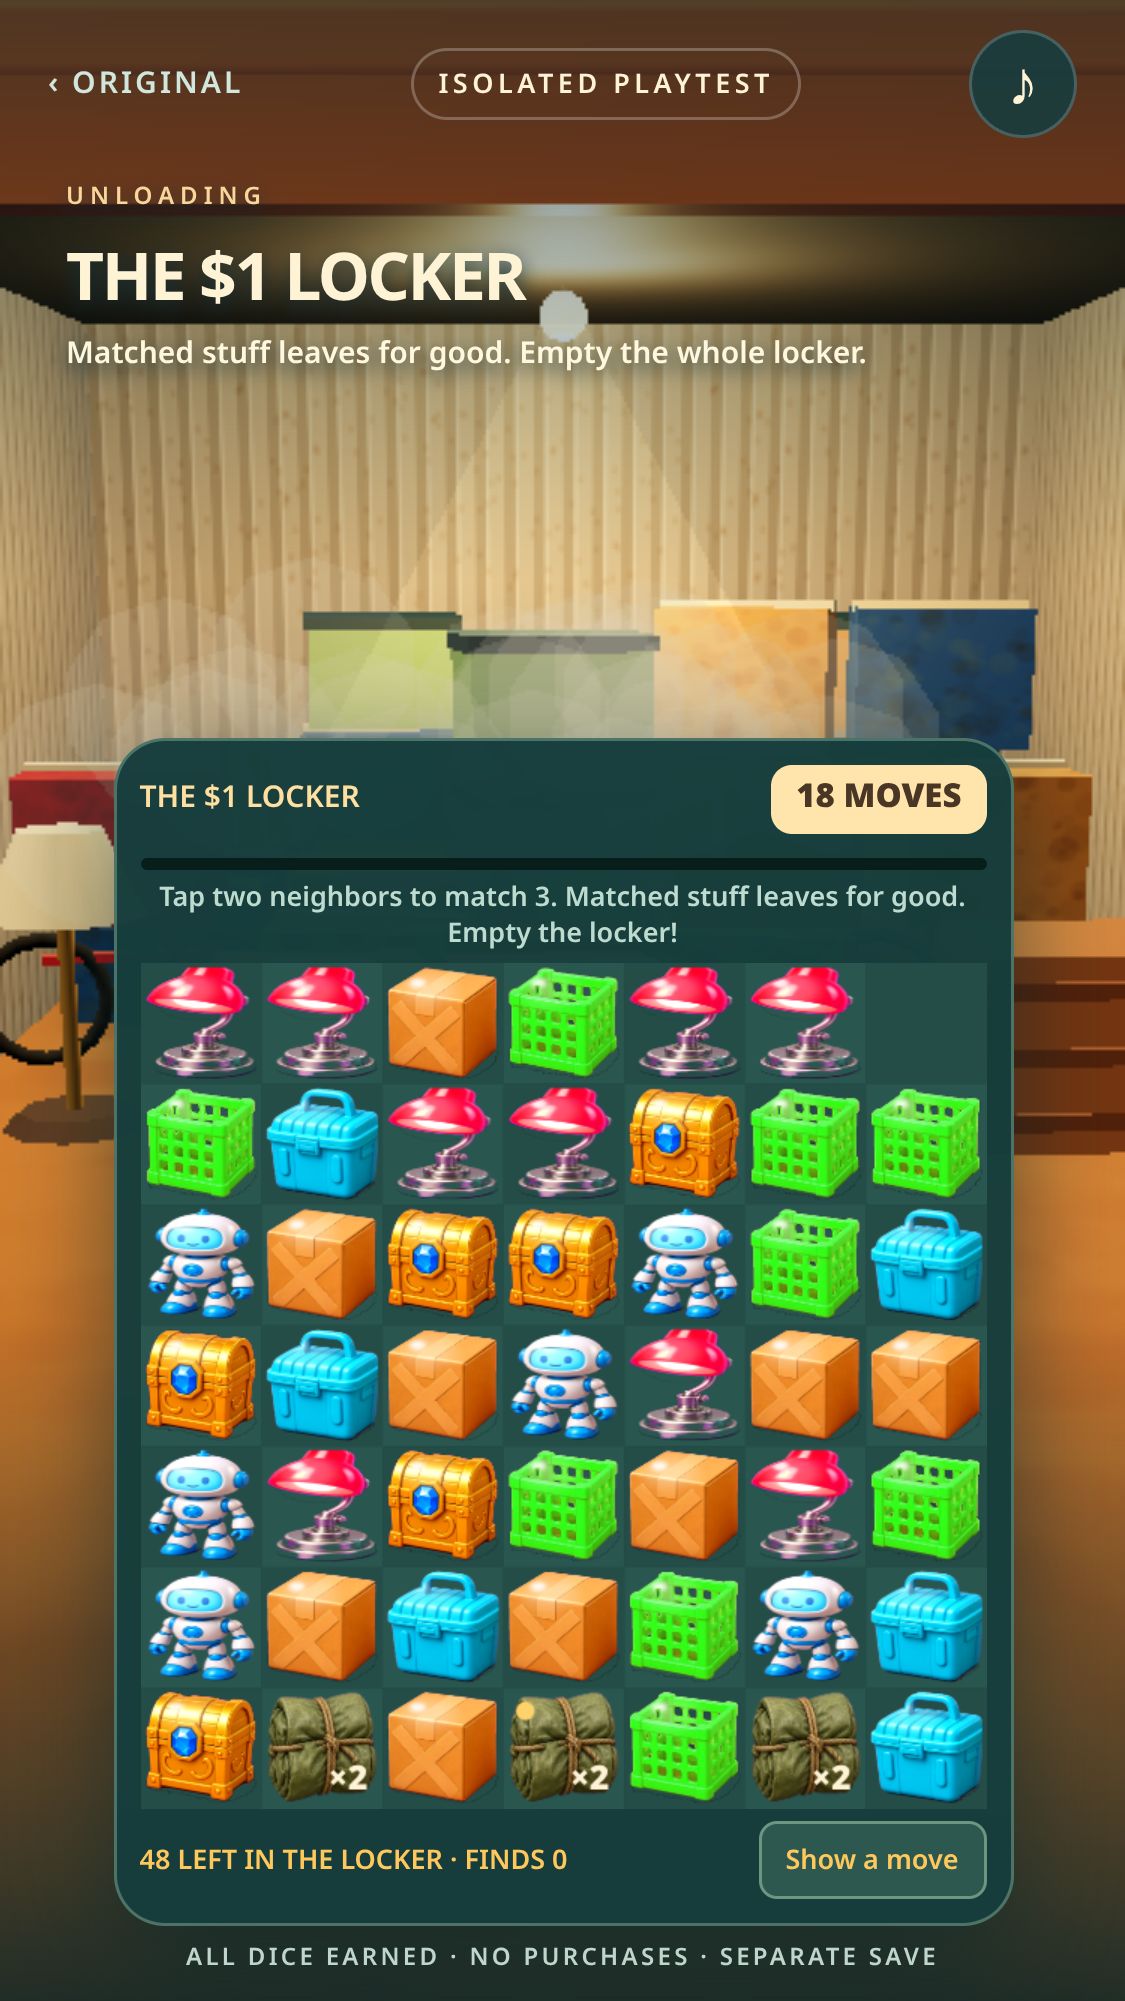 ‹ ORIGINAL
ISOLATED PLAYTEST
UNLOADING
THE $1 LOCKER
Matched stuff leaves for good. Empty the whole locker.
THE $1 LOCKER
18 MOVES
Tap two neighbors to match 3. Matched stuff leaves for good.
Empty the locker!
×2
×2
×2
48 LEFT IN THE LOCKER · FINDS 0
Show a move
ALL DICE EARNED · NO PURCHASES · SEPARATE SAVE